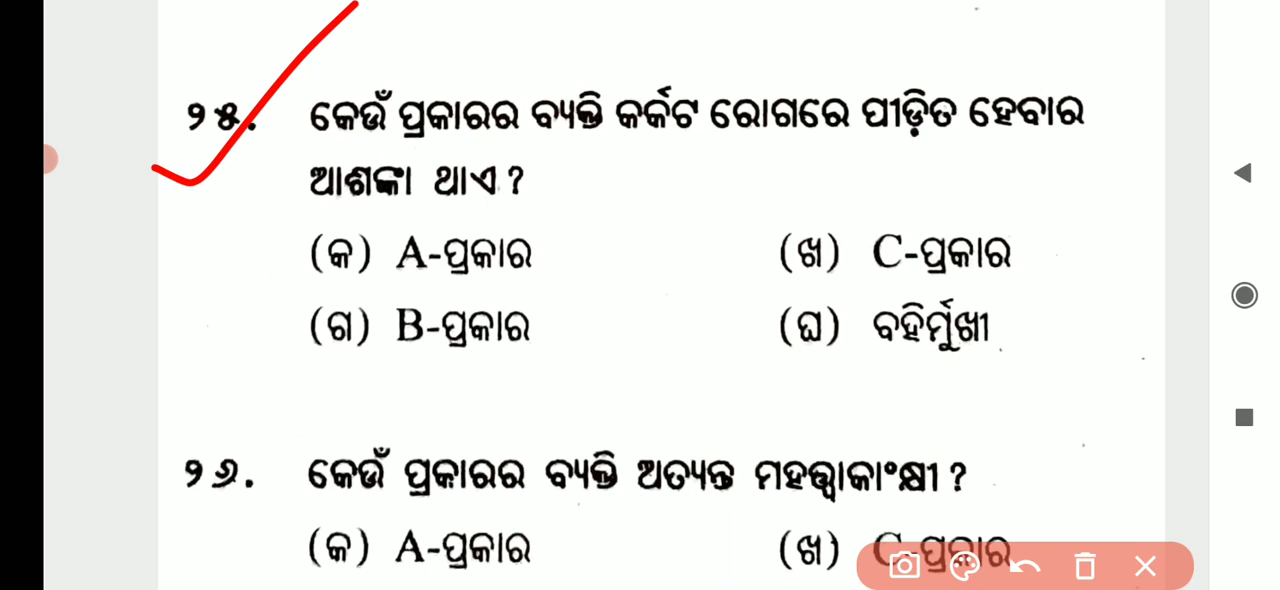 ୨୫. କେଉଁ ପ୍ରକାରର ବ୍ୟକ୍ତି କର୍କଟ ରୋଗରେ ପୀଡ଼ିତ ହେବାର
ଆଶଙ୍କା ଥାଏ ?
(କ) A-ପ୍ରକାର (ଖ) C-ପ୍ରକାର
(ଗ) B-ପ୍ରକାର (ଘ) ବହିର୍ମୁଖୀ
୨୬. କେଉଁ ପ୍ରକାରର ବ୍ୟକ୍ତି ଅତ୍ୟନ୍ତ ମହତ୍ତ୍ଵାକାଂକ୍ଷୀ ?
(କ) A-ପ୍ରକାର (ଖ) C-ପ୍ରକାର